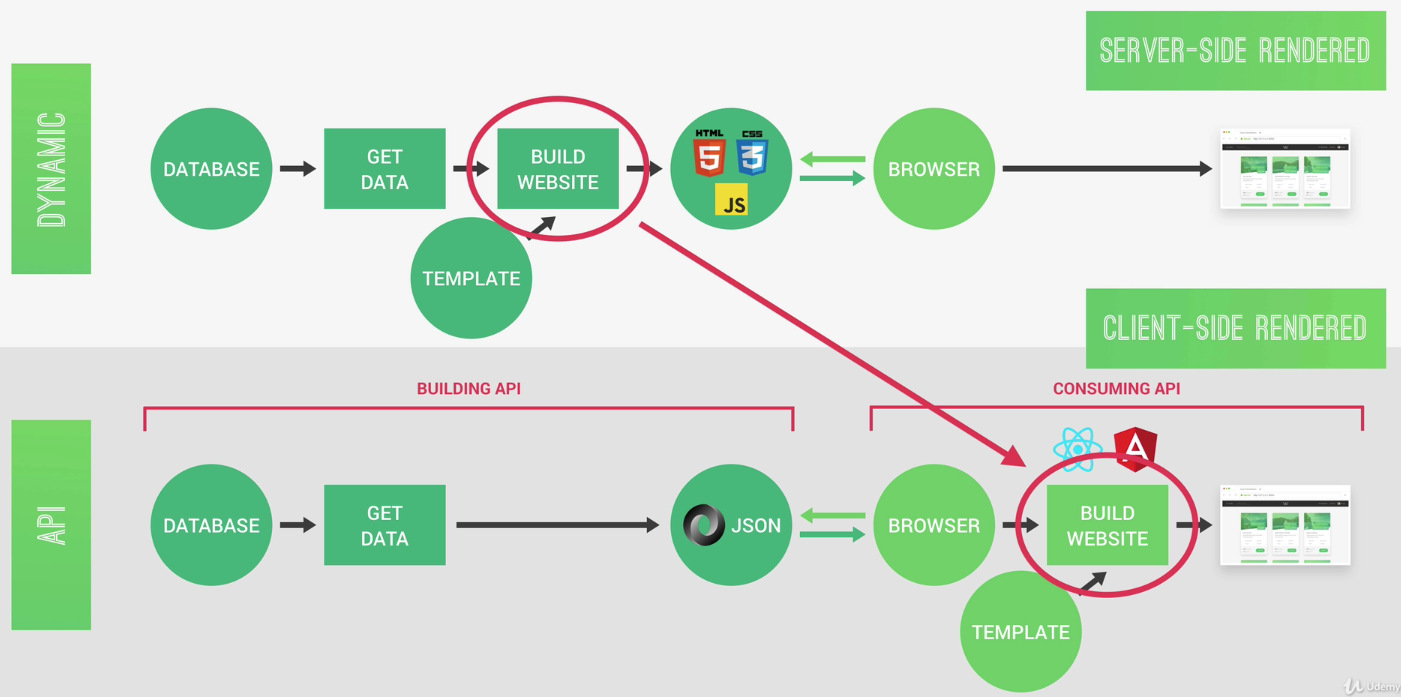 SERVER-SIDE RENDERED
DYNAMIC
DATABASE
GET
DATA
BUILD
WEBSITE
HTML
5
CSS
3
JS
BROWSER
TEMPLATE
CLIENT-SIDE RENDERED
BUILDING API
CONSUMING API
API
DATABASE
GET
DATA
JSON
BROWSER
A
BUILD
WEBSITE
TEMPLATE
Udemy